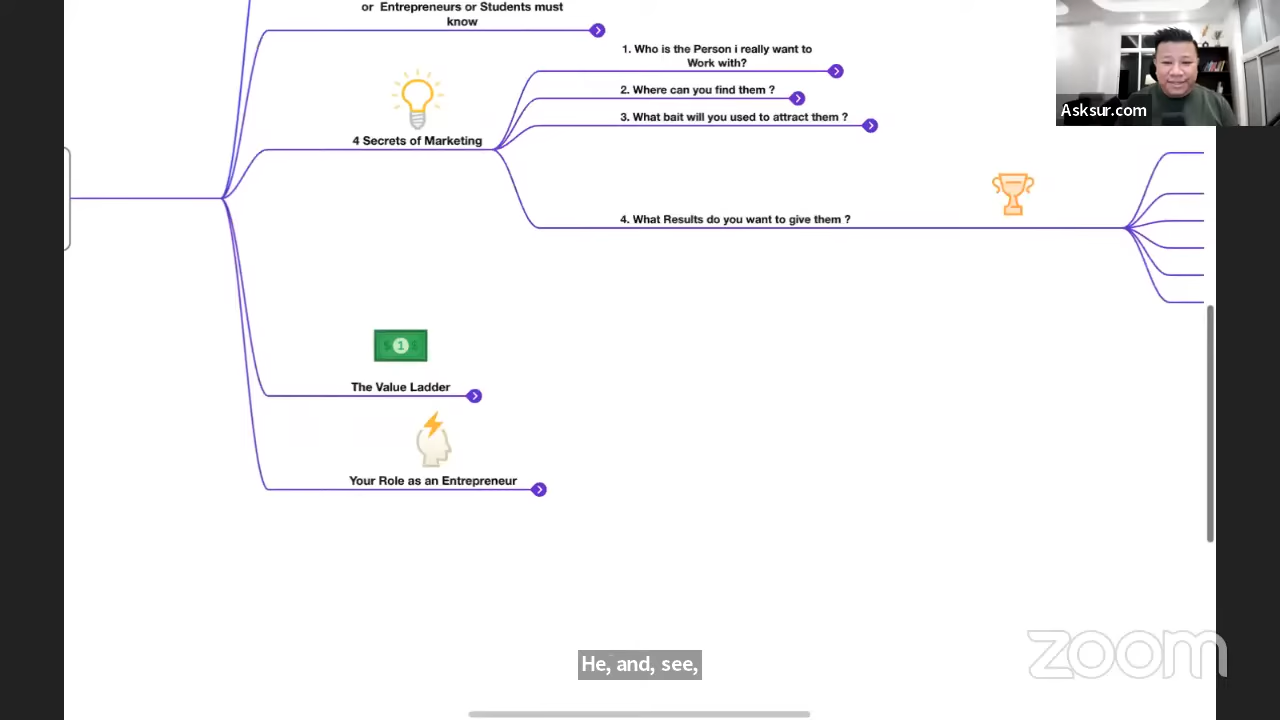 or Entrepreneurs or Students must
know
1. Who is the Person i really want to
Work with?
2. Where can you find them ?
3. What bait will you used to attract them ?
4 Secrets of Marketing
4. What Results do you want to give them ?
The Value Ladder
Your Role as an Entrepreneur
Asksur.com
$ 1 $
He, and, see,
zoom